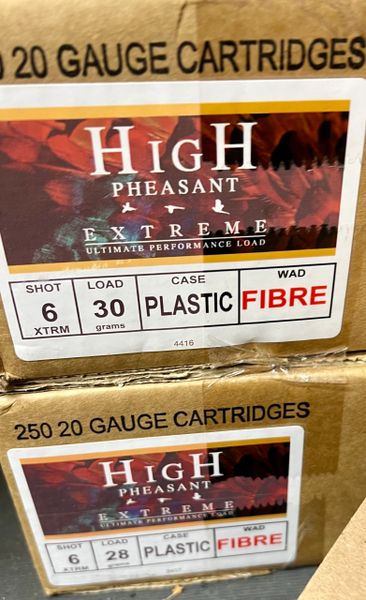 20 GAUGE CARTRIDGES
HIGH
PHEASANT
EXTREME
ULTIMATE PERFORMANCE LOAD
SHOT LOAD CASE WAD
6 30 PLASTIC FIBRE
XTRM grams
4416
250 20 GAUGE CARTRIDGES
HIGH
PHEASANT
EXTREME
ULTIMATE PERFORMANCE LOAD
SHOT LOAD CASE WAD
6 28 PLASTIC FIBRE
XTRM grams